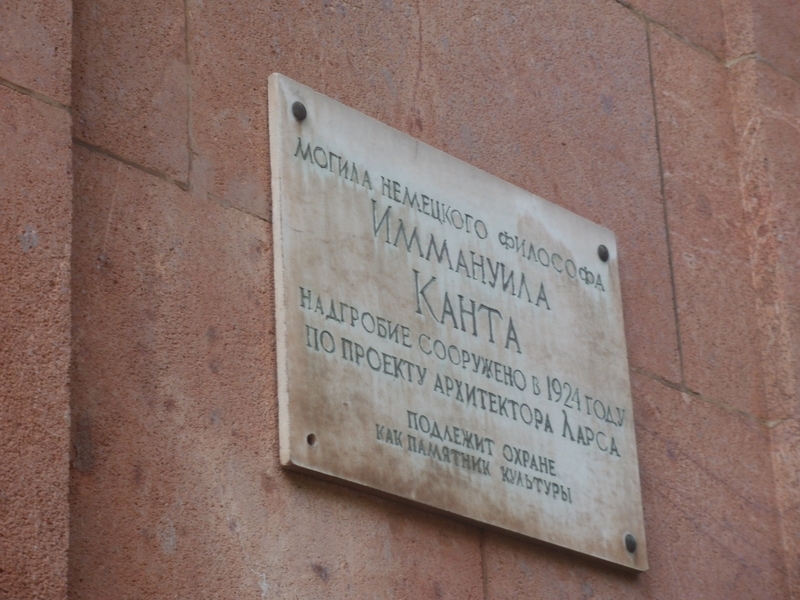 МОГИЛА НЕМЕЦКОГО ФИЛОСОФА
ИММАНУИЛА
КАНТА
НАДГРОБИЕ СООРУЖЕНО В 1924 ГОДУ
ПО ПРОЕКТУ АРХИТЕКТОРА ЛАРСА
ПОДЛЕЖИТ ОХРАНЕ
КАК ПАМЯТНИК КУЛЬТУРЫ